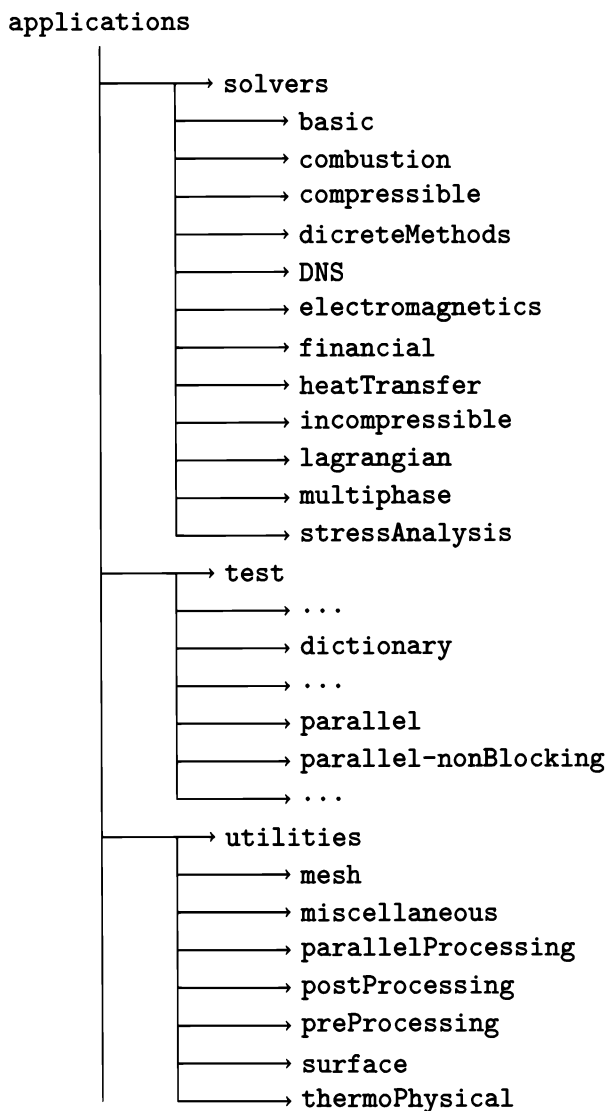 applications
solvers
basic
combustion
compressible
dicreteMethods
DNS
electromagnetics
financial
heatTransfer
incompressible
lagrangian
multiphase
stressAnalysis
test
...
dictionary
...
parallel
parallel-nonBlocking
...
utilities
mesh
miscellaneous
parallelProcessing
postProcessing
preProcessing
surface
thermoPhysical